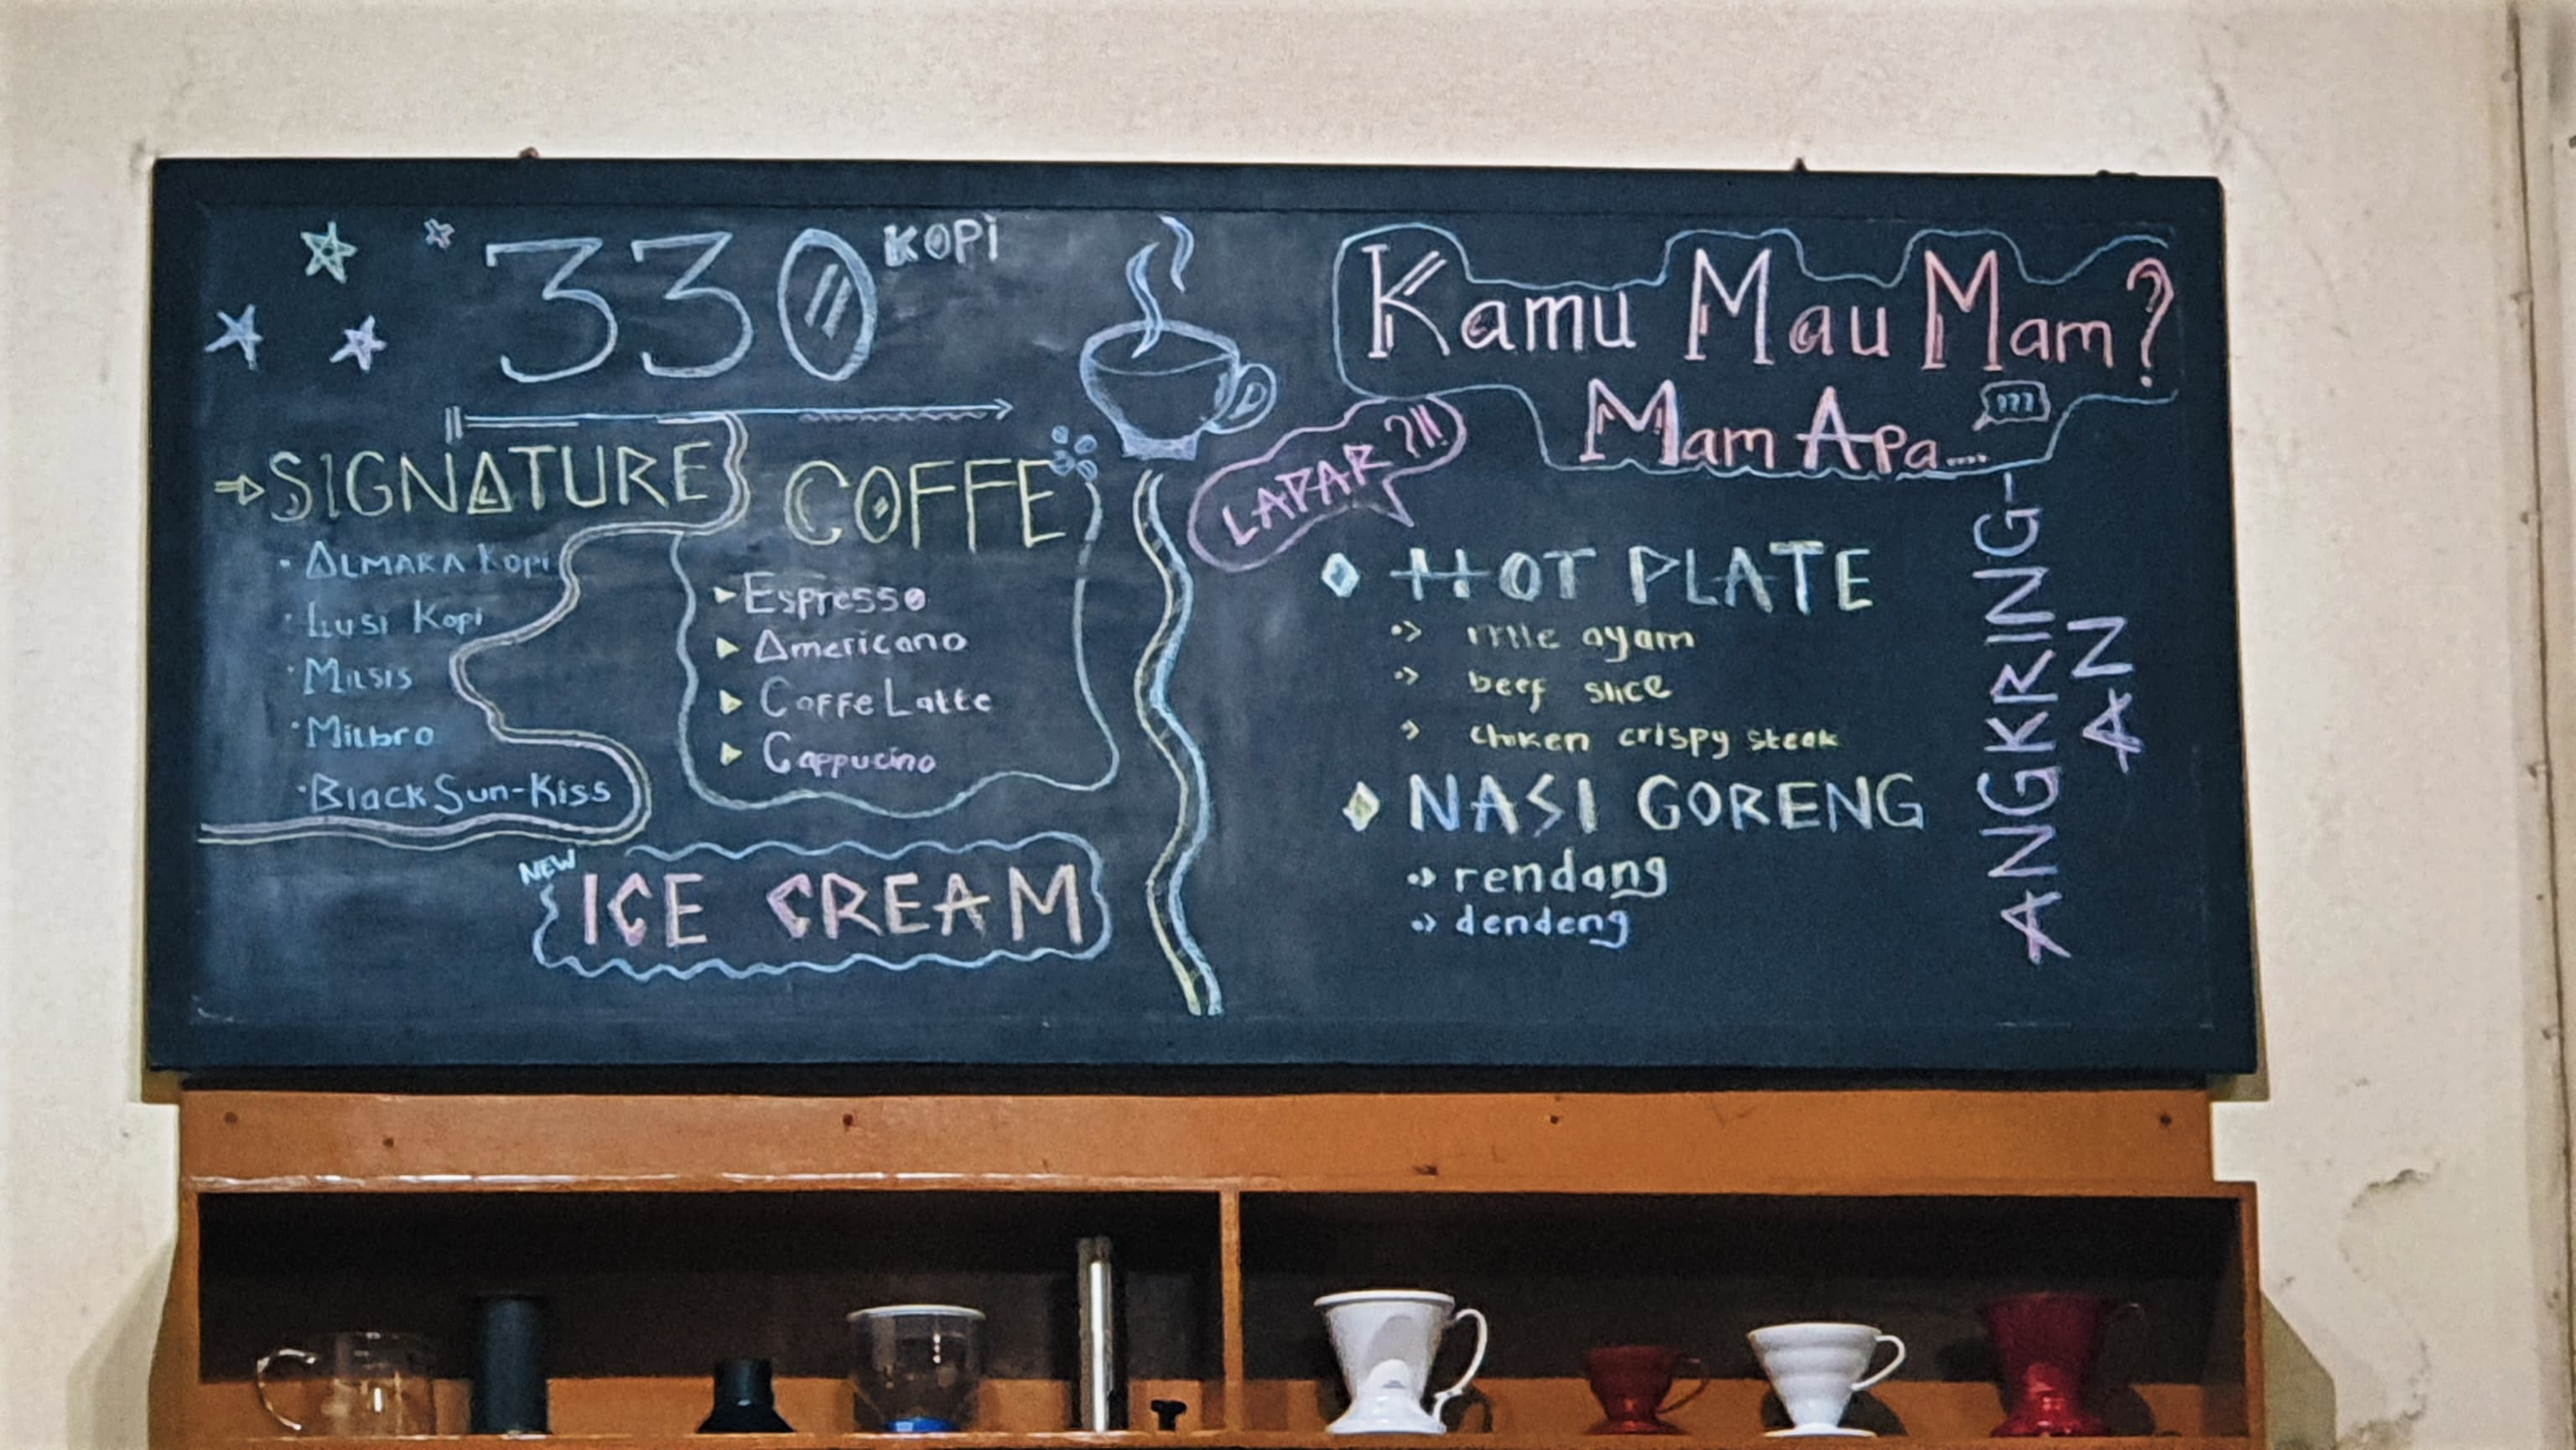 330 KOPI
SIGNATURE
ALMARA KOPI
Lusi Kopi
Milsis
Milbro
Black Sun-Kiss
COFFE
Espresso
Americano
Coffe Latte
Cappucino
NEW
ICE CREAM
Kamu Mau Mam?
Mam Apa....
???
LAPAR?!!
HOT PLATE
ayam
beef slice
crispy steak
NASI GORENG
rendang
dendeng
ANGKRING-
AN